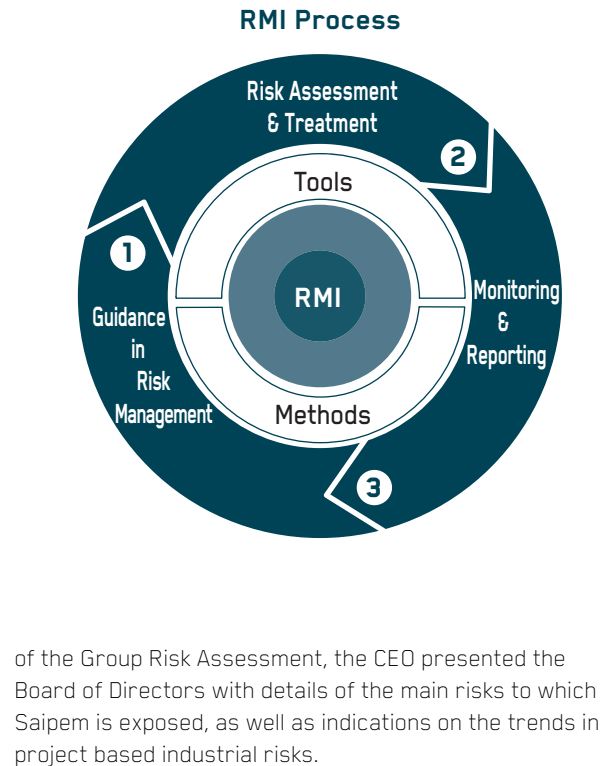 RMI Process
Risk Assessment
& Treatment
2
Tools
1
RMI
Monitoring
&
Reporting
Guidance
in
Risk
Management
Methods
3
of the Group Risk Assessment, the CEO presented the
Board of Directors with details of the main risks to which
Saipem is exposed, as well as indications on the trends in
project based industrial risks.